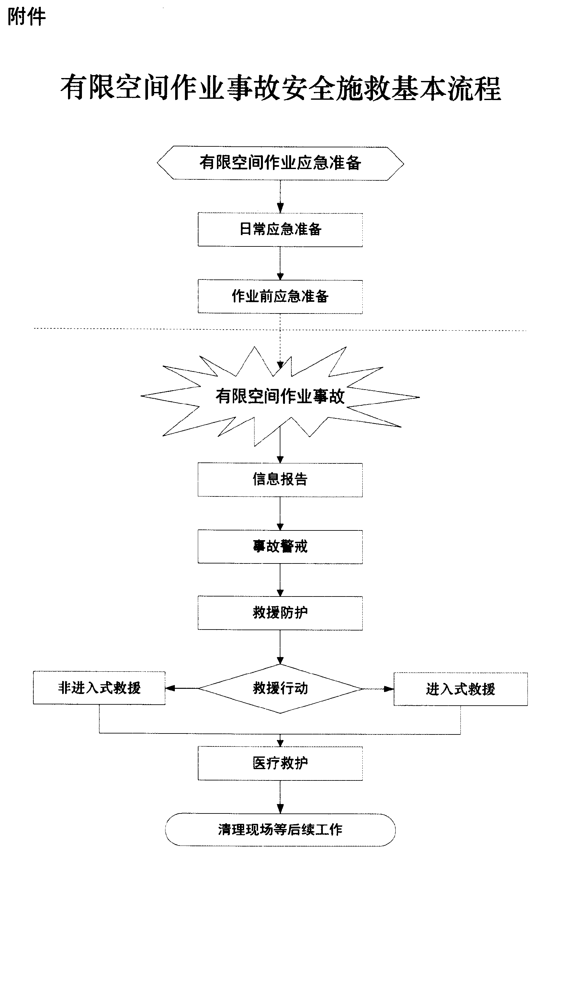 附件
有限空间作业事故安全施救基本流程
有限空间作业应急准备
日常应急准备
作业前应急准备
有限空间作业事故
信息报告
事故警戒
救援防护
非进入式救援
救援行动
进入式救援
医疗救护
清理现场等后续工作